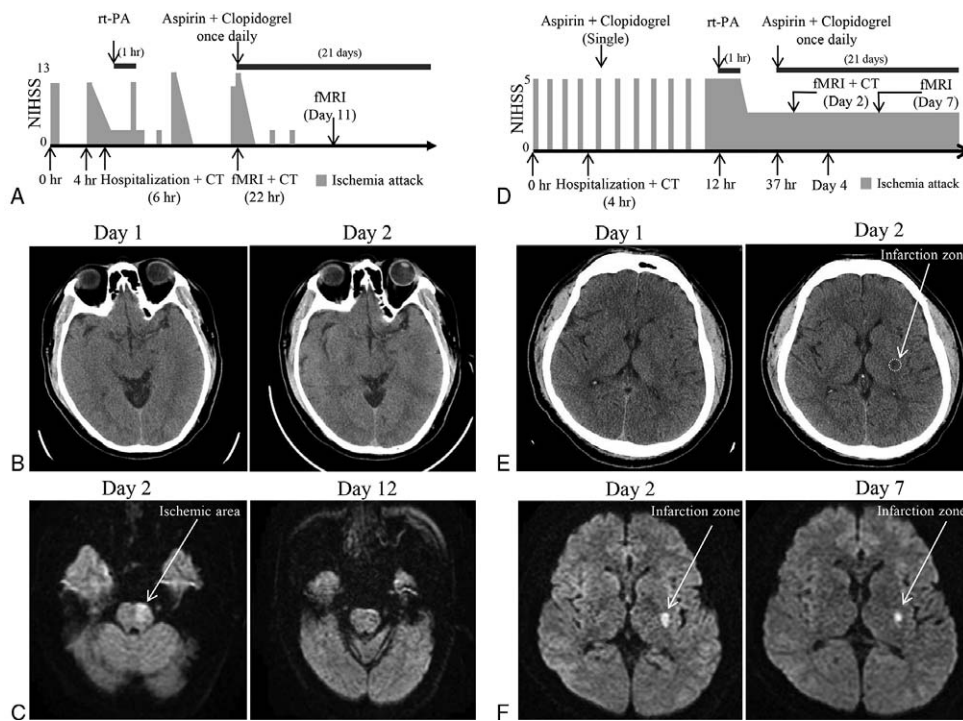 A
rt-PA
(1 hr)
Aspirin + Clopidogrel
once daily
(21 days)
13
NIHSS
0
fMRI
(Day 11)
0 hr
4 hr
Hospitalization + CT
(6 hr)
fMRI + CT
(22 hr)
Ischemia attack
Day 1
Day 2
B
Day 2
Ischemic area
Day 12
C
D
Aspirin + Clopidogrel
(Single)
rt-PA
(1 hr)
Aspirin + Clopidogrel
once daily
(21 days)
5
NIHSS
0
fMRI + CT
(Day 2)
fMRI
(Day 7)
0 hr
Hospitalization + CT
(4 hr)
12 hr
37 hr
Day 4
Ischemia attack
Day 1
Day 2
Infarction zone
E
Day 2
Infarction zone
Day 7
Infarction zone
F